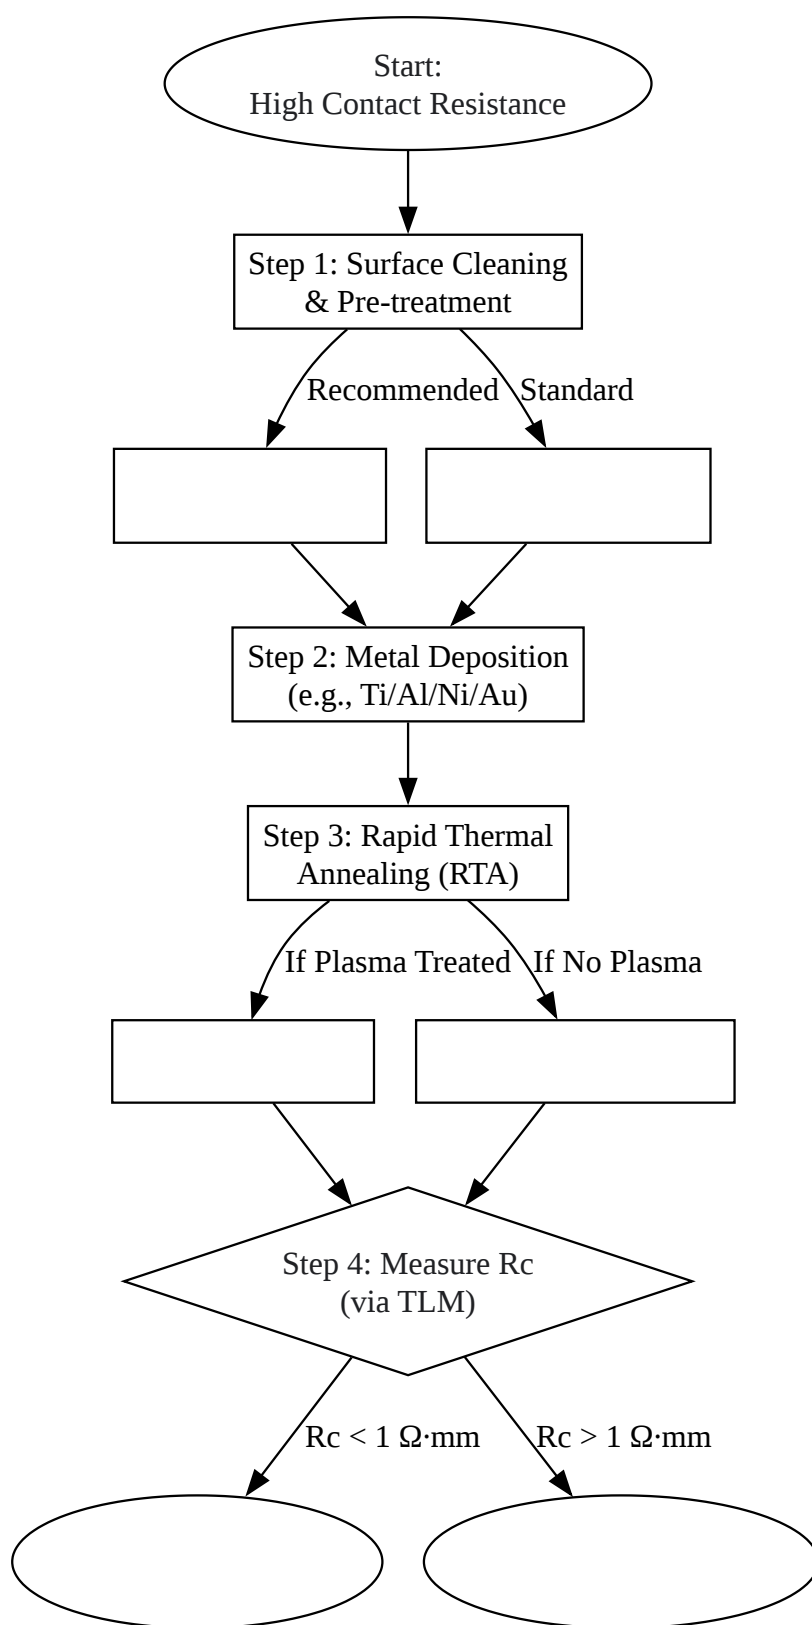 Start:
High Contact Resistance
Step 1: Surface Cleaning
& Pre-treatment
Recommended
Standard
Step 2: Metal Deposition
(e.g., Ti/Al/Ni/Au)
Step 3: Rapid Thermal
Annealing (RTA)
If Plasma Treated
If No Plasma
Step 4: Measure Rc
(via TLM)
Rc < 1 Ω·mm
Rc > 1 Ω·mm